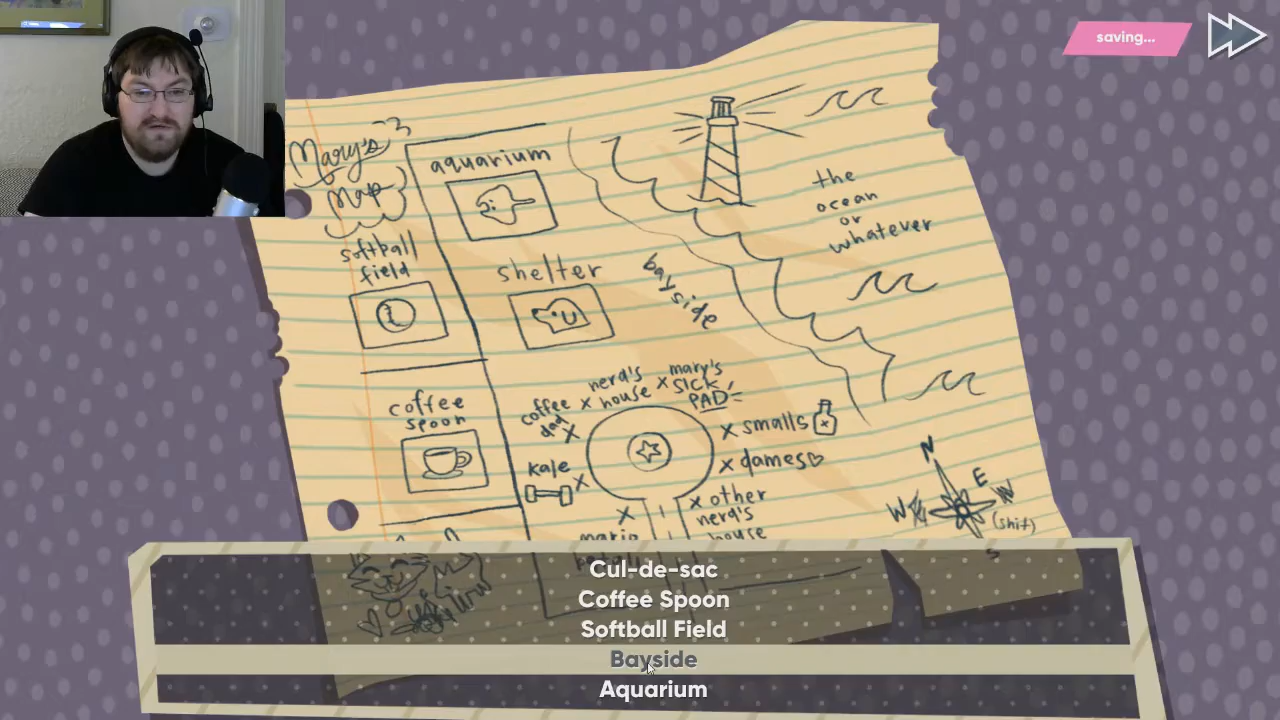 saving...
Mary's
map
aquarium
the
ocean
or
whatever
softball
field
shelter
bayside
coffee
spoon
coffee
dad
nerd's
house
mary's
SICK
PAD!
smalls
dames
Kale
other
nerd's
house
N
E
W
(shit)
S
Cul-de-sac
Coffee Spoon
Softball Field
Bayside
Aquarium